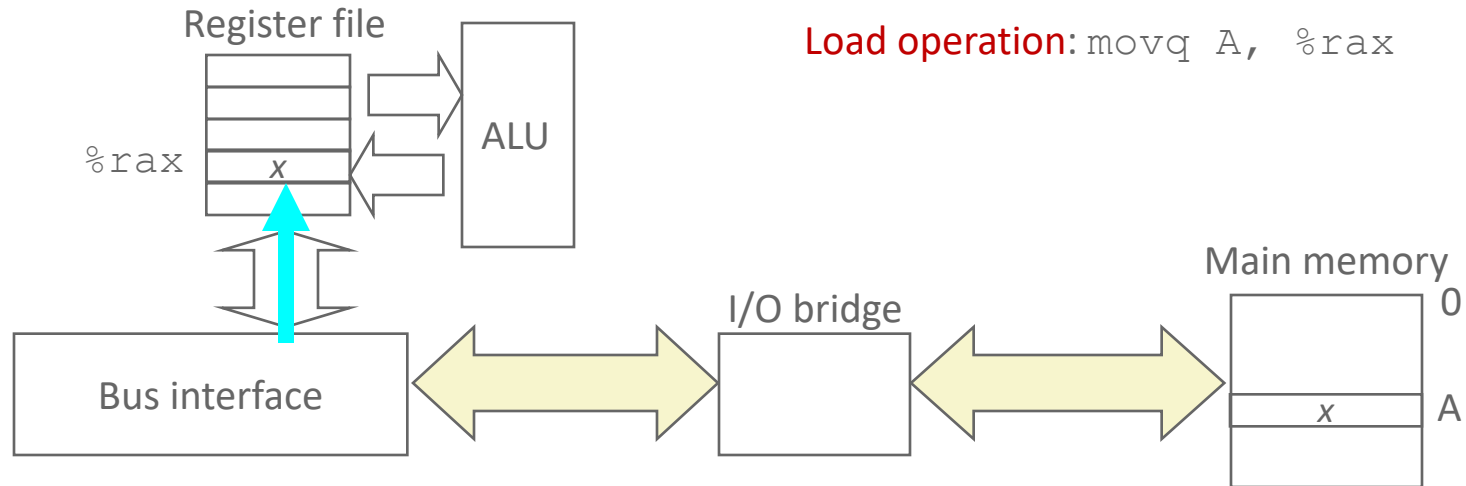 Register file
Load operation: movq A, %rax
ALU
%rax
x
Main memory
0
I/O bridge
Bus interface
x
A